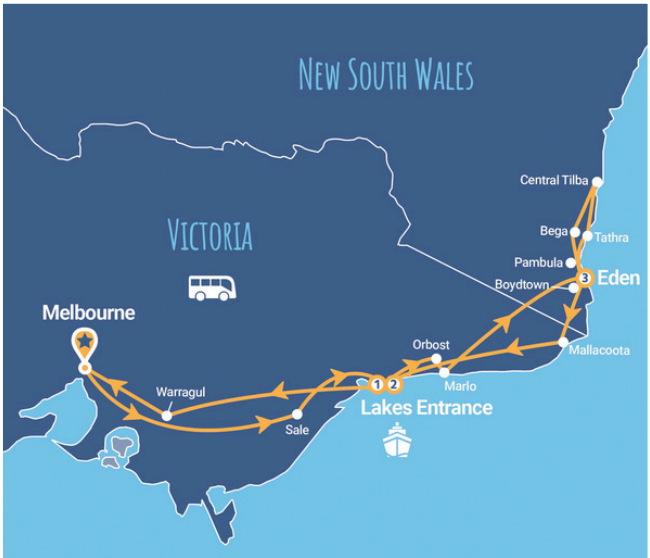 NEW SOUTH WALES
Central Tilba
Bega
Tathra
VICTORIA
Pambula
3
Eden
Boydtown
Melbourne
Orbost
Mallacoota
1
2
Marlo
Warragul
Lakes Entrance
Sale